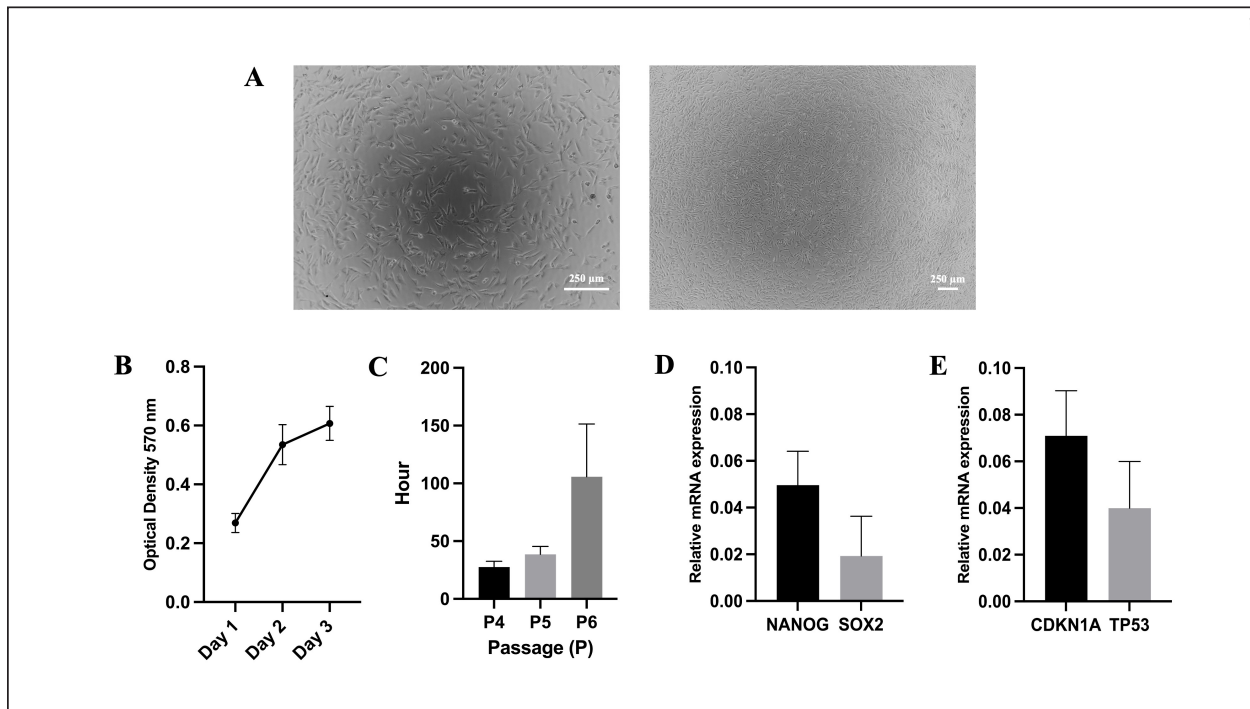 A
250 µm
250 µm
B
Optical Density 570 nm
0.8
0.6
0.4
0.2
0.0
Day 1
Day 2
Day 3
C
Hour
200
150
100
50
0
P4 P5 P6
Passage (P)
D
Relative mRNA expression
0.10
0.08
0.06
0.04
0.02
0.00
NANOG SOX2
E
Relative mRNA expression
0.10
0.08
0.06
0.04
0.02
0.00
CDKN1A TP53